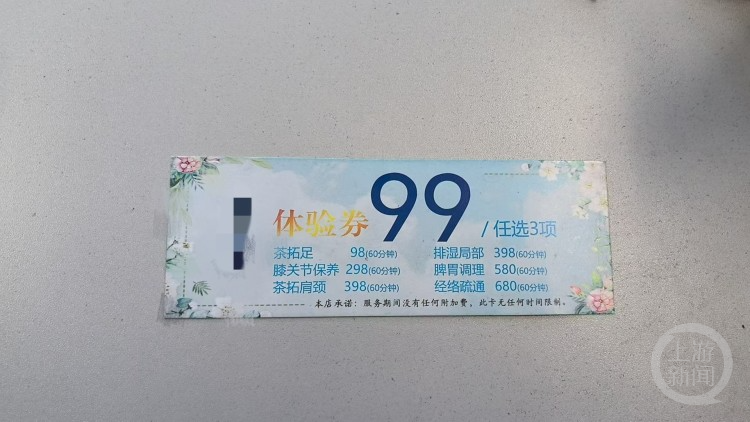 体验券 99 / 任选3项
茶拓足 98(60分钟) 排湿局部 398(60分钟)
膝关节保养 298(60分钟) 脾胃调理 580(60分钟)
茶拓肩颈 398(60分钟) 经络疏通 680(60分钟)
本店承诺：服务期间没有任何附加费，此卡无任何时间限制。
上游新闻